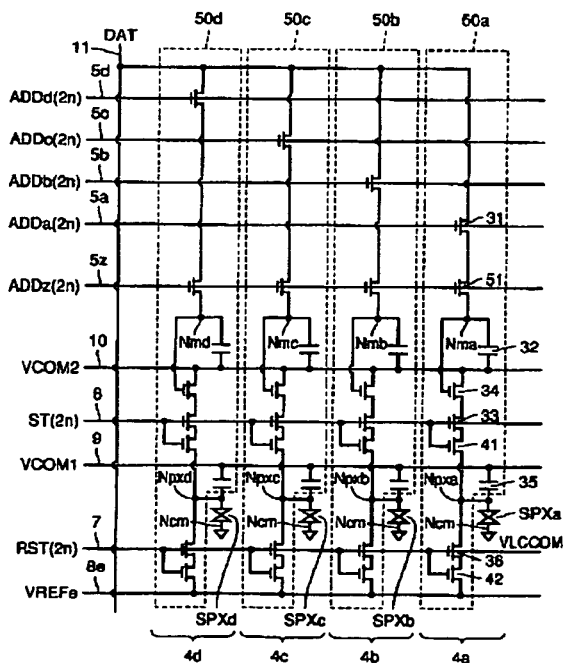 DAT 50d 50c 50b 60a
11
5d
ADDd(2n)
5c
ADDc(2n)
5b
ADDb(2n)
5a
ADDa(2n) 31
5z
ADDz(2n) 51
Nmd Nmc Nmb Nma 32
10
VCOM2
34
8
ST(2n) 33
9 41
VCOM1
Npxd Npxc Npxb Npxa 35
7 Ncm Ncm Ncm Ncm SPXa
VLCCOM
RST(2n) 36
8e 42
VREFe
SPXd SPXc SPXb
4d 4c 4b 4a